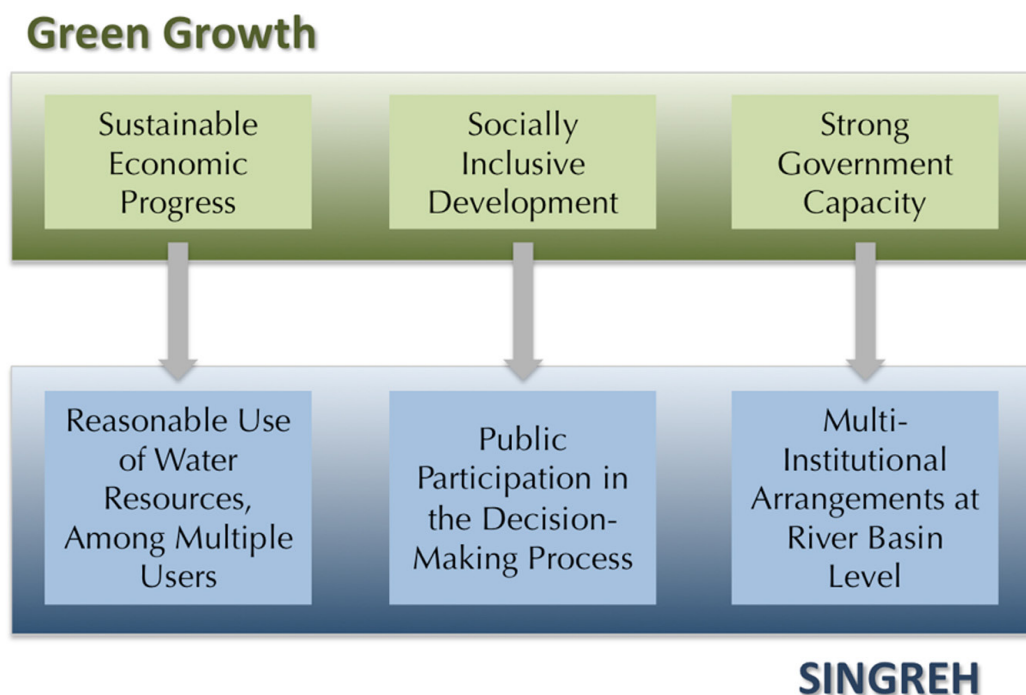 Green Growth
Sustainable
Economic
Progress
Socially
Inclusive
Development
Strong
Government
Capacity
Reasonable Use
of Water
Resources,
Among Multiple
Users
Public
Participation in
the Decision-
Making Process
Multi-
Institutional
Arrangements at
River Basin
Level
SINGREH